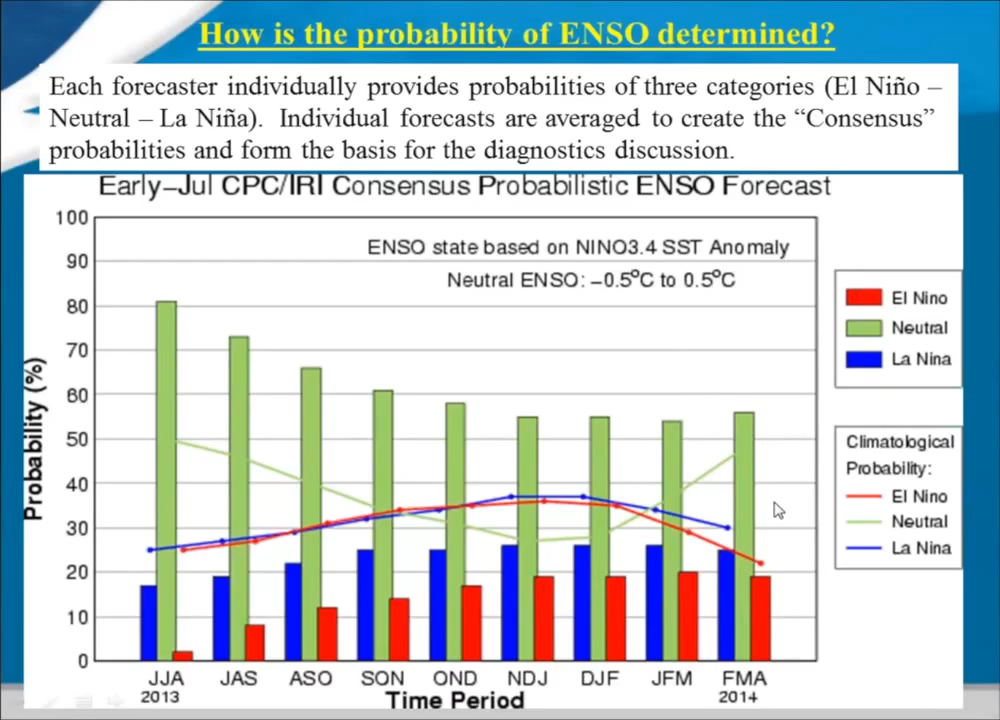 How is the probability of ENSO determined?
Each forecaster individually provides probabilities of three categories (El Niño –
Neutral – La Niña).  Individual forecasts are averaged to create the “Consensus”
probabilities and form the basis for the diagnostics discussion.
Early–Jul CPC/IRI Consensus Probabilistic ENSO Forecast
ENSO state based on NINO3.4 SST Anomaly
Neutral ENSO: –0.5°C to 0.5°C
Probability (%)
100
90
80
70
60
50
40
30
20
10
0
JJA JAS ASO SON OND NDJ DJF JFM FMA
2013 2014
Time Period
El Nino
Neutral
La Nina
Climatological
Probability:
El Nino
Neutral
La Nina